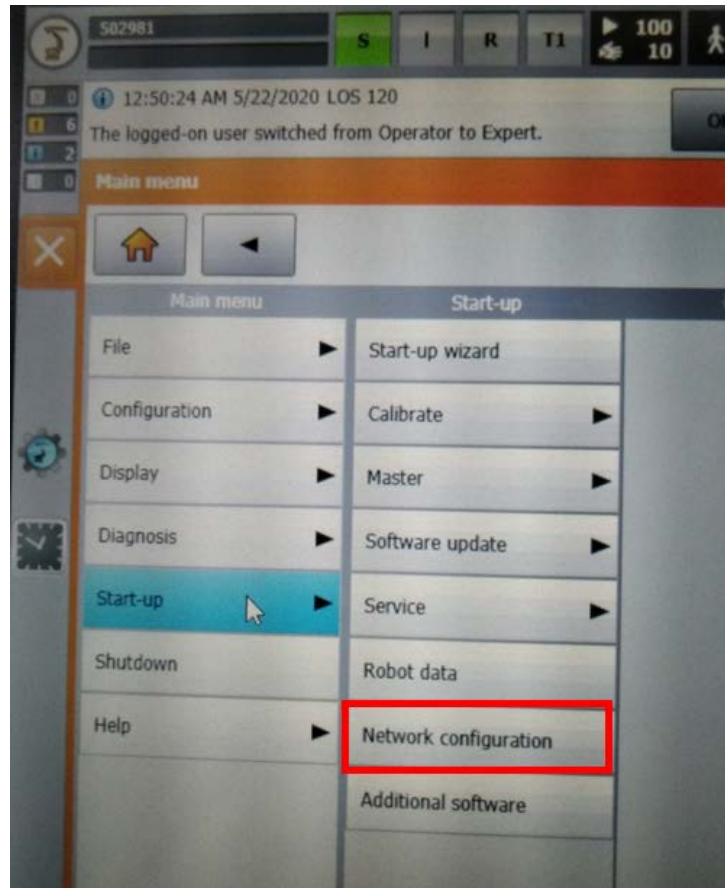 S02981
S I R T1 100
10
0
6
2
0
12:50:24 AM 5/22/2020 LOS 120
The logged-on user switched from Operator to Expert.
Main menu
Main menu
File
Configuration
Display
Diagnosis
Start-up
Shutdown
Help
Start-up
Start-up wizard
Calibrate
Master
Software update
Service
Robot data
Network configuration
Additional software